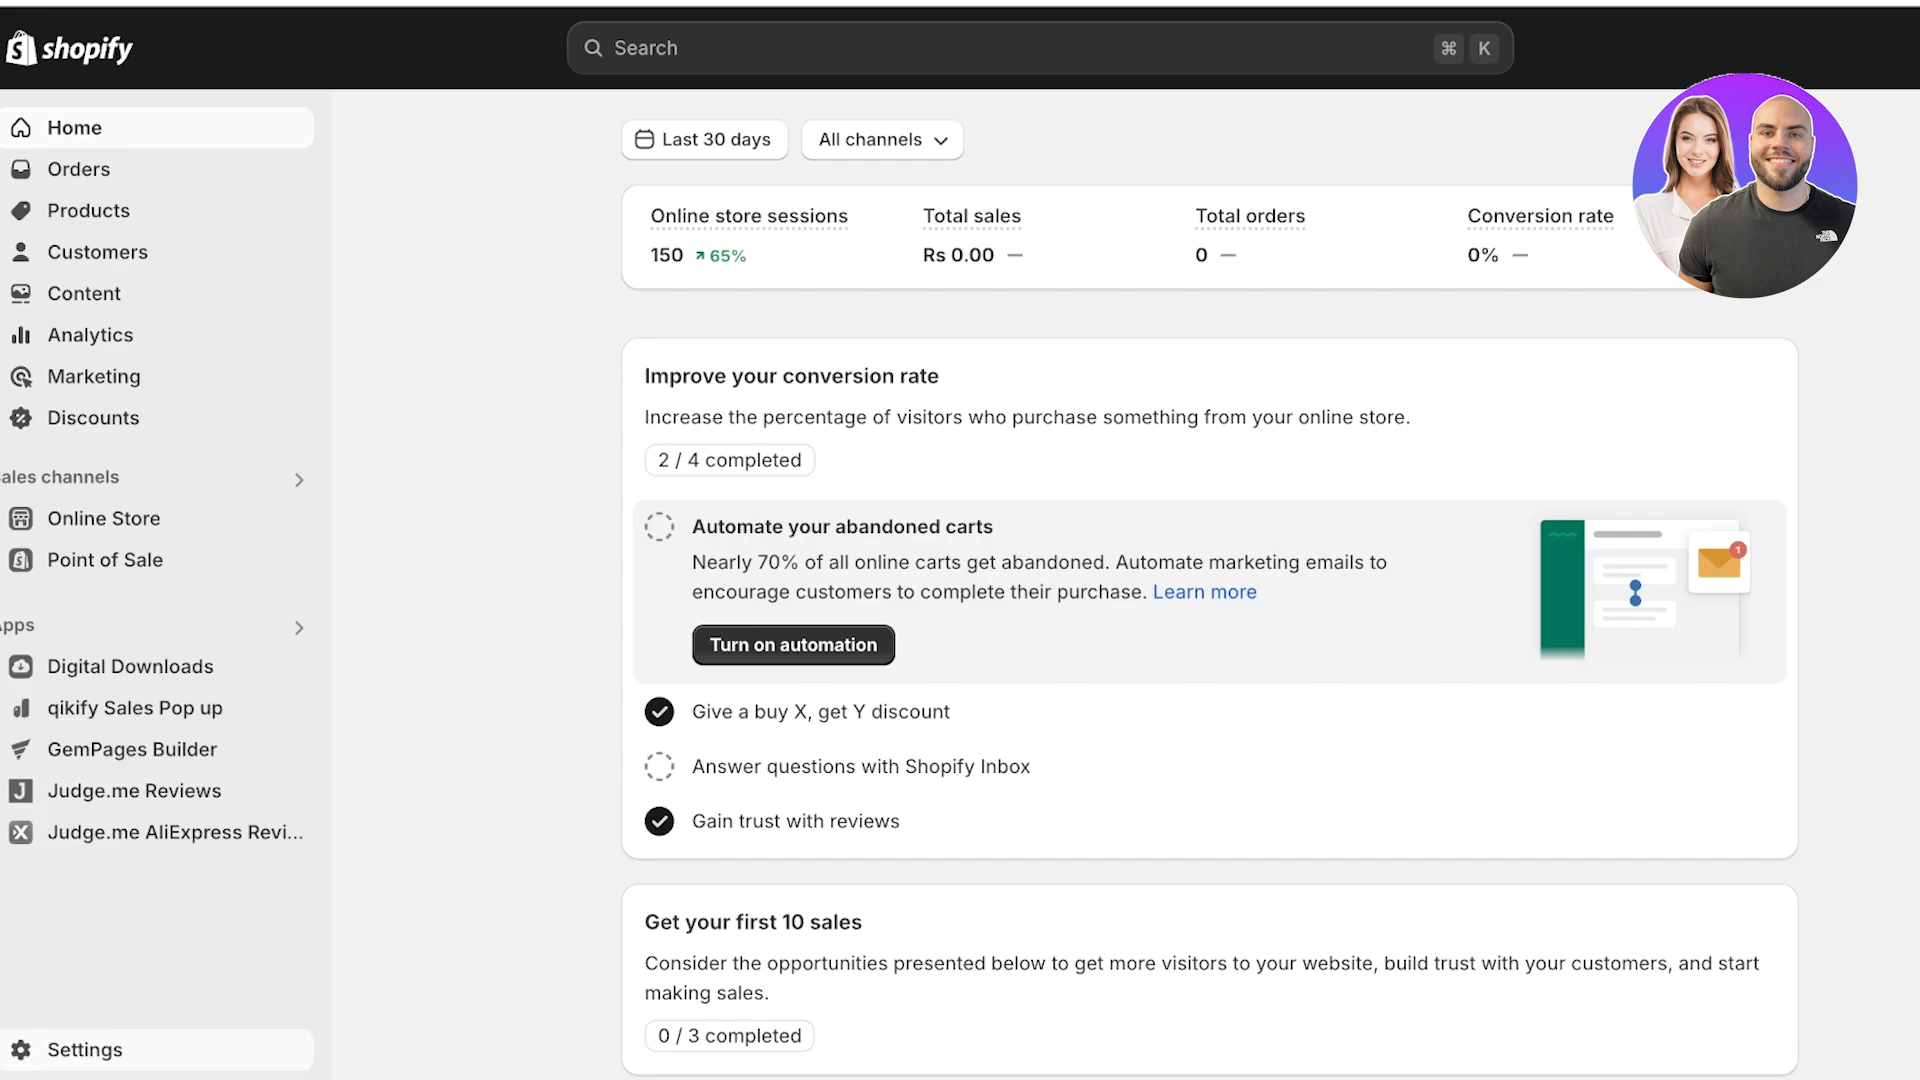 shopify
Search
⌘ K
Home
Orders
Products
Customers
Content
Analytics
Marketing
Discounts
ales channels
Online Store
Point of Sale
pps
Digital Downloads
qikify Sales Pop up
GemPages Builder
Judge.me Reviews
Judge.me AliExpress Revi...
Settings
Last 30 days
All channels
Online store sessions
150 65%
Total sales
Rs 0.00 —
Total orders
0 —
Conversion rate
0% —
THE NORTH FACE
Improve your conversion rate
Increase the percentage of visitors who purchase something from your online store.
2 / 4 completed
Automate your abandoned carts
Nearly 70% of all online carts get abandoned. Automate marketing emails to
encourage customers to complete their purchase. Learn more
Turn on automation
1
Give a buy X, get Y discount
Answer questions with Shopify Inbox
Gain trust with reviews
Get your first 10 sales
Consider the opportunities presented below to get more visitors to your website, build trust with your customers, and start
making sales.
0 / 3 completed